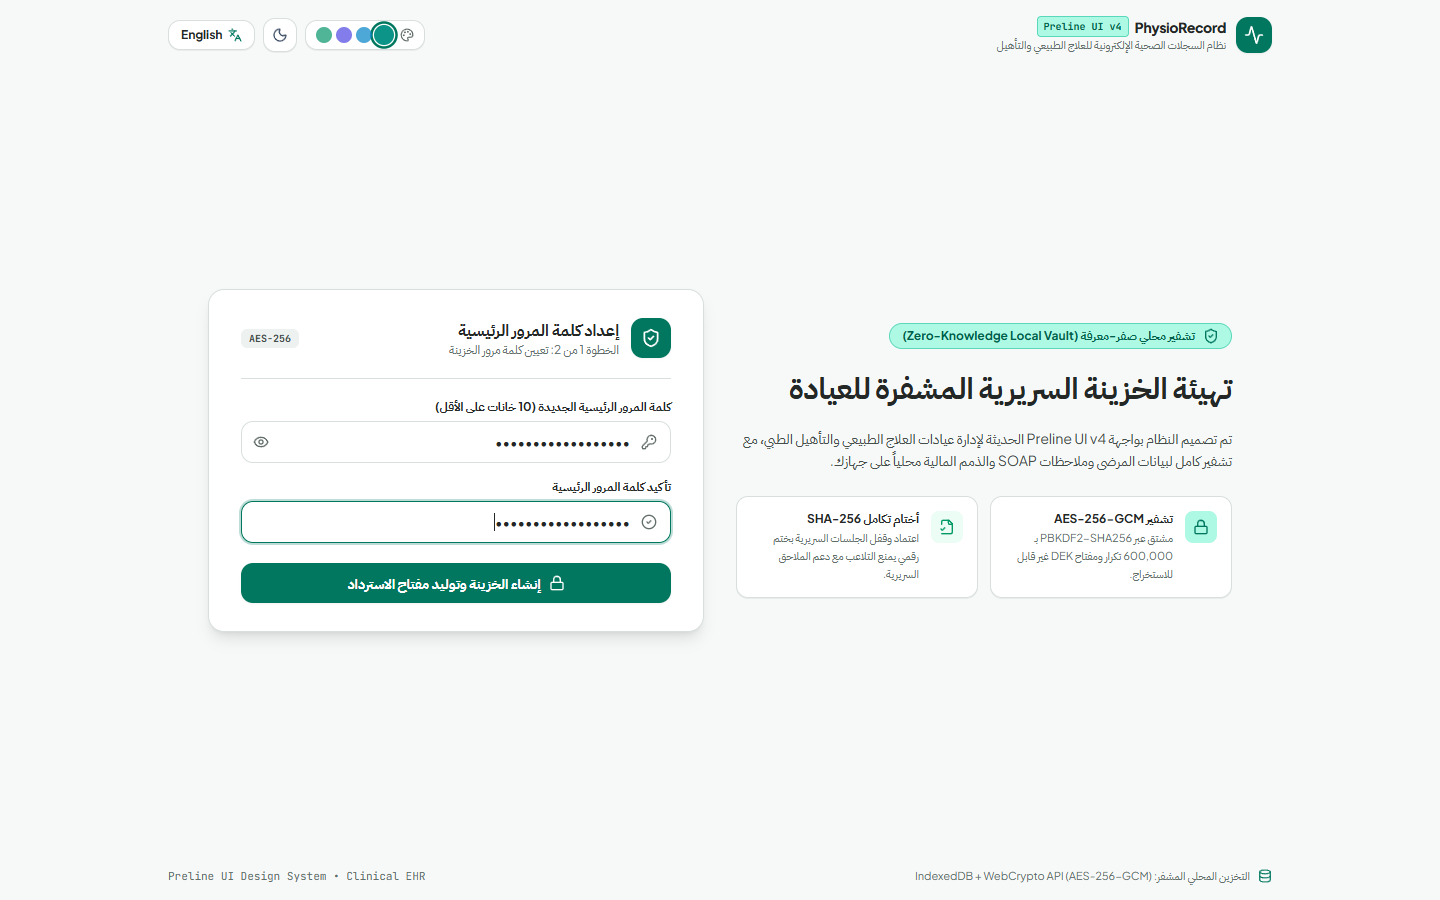 PhysioRecord Preline UI v4
نظام السجلات الصحية الإلكترونية للعلاج الطبيعي والتأهيل
English
تشفير محلي صفر-معرفة (Zero-Knowledge Local Vault)
تهيئة الخزينة السريرية المشفرة للعيادة
تم تصميم النظام بواجهة Preline UI v4 الحديثة لإدارة عيادات العلاج الطبيعي والتأهيل الطبي، مع
تشفير كامل لبيانات المرضى وملاحظات SOAP والذمم المالية محلياً على جهازك.
تشفير AES-256-GCM
مشتق عبر PBKDF2-SHA256 بـ
600,000 تكرار ومفتاح DEK غير قابل
للاستخراج.
أختام تكامل SHA-256
اعتماد وقفل الجلسات السريرية بختم
رقمي يمنع التلاعب مع دعم الملاحق
السريرية.
إعداد كلمة المرور الرئيسية
الخطوة 1 من 2: تعيين كلمة مرور الخزينة
AES-256
كلمة المرور الرئيسية الجديدة (10 خانات على الأقل)
••••••••••••••••••
تأكيد كلمة المرور الرئيسية
••••••••••••••••••
إنشاء الخزينة وتوليد مفتاح الاسترداد
التخزين المحلي المشفر: IndexedDB + WebCrypto API (AES-256-GCM)
Preline UI Design System • Clinical EHR